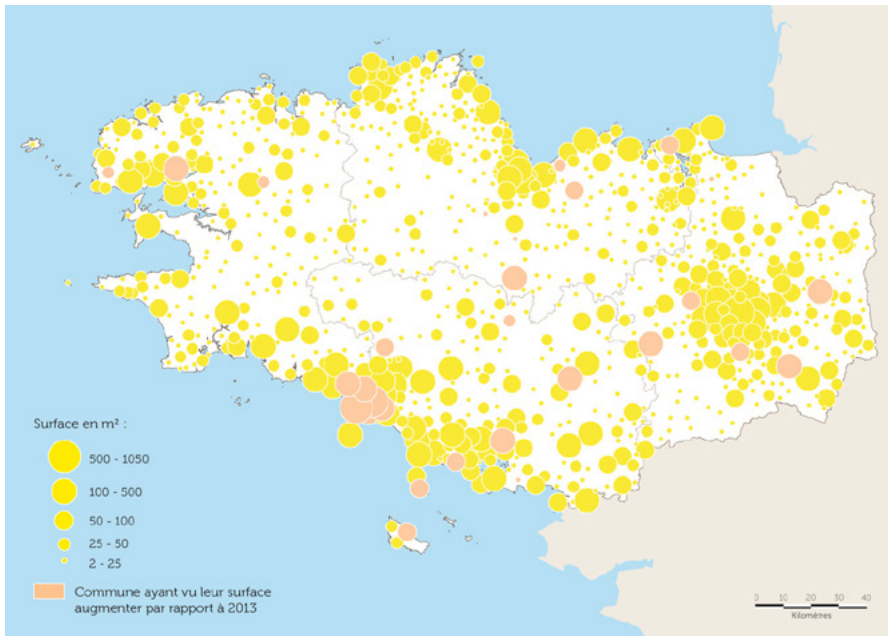 Surface en m² :
500 - 1050
100 - 500
50 - 100
25 - 50
2 - 25
Commune ayant vu leur surface
augmenter par rapport à 2013
0 10 20 30 40
Kilomètres